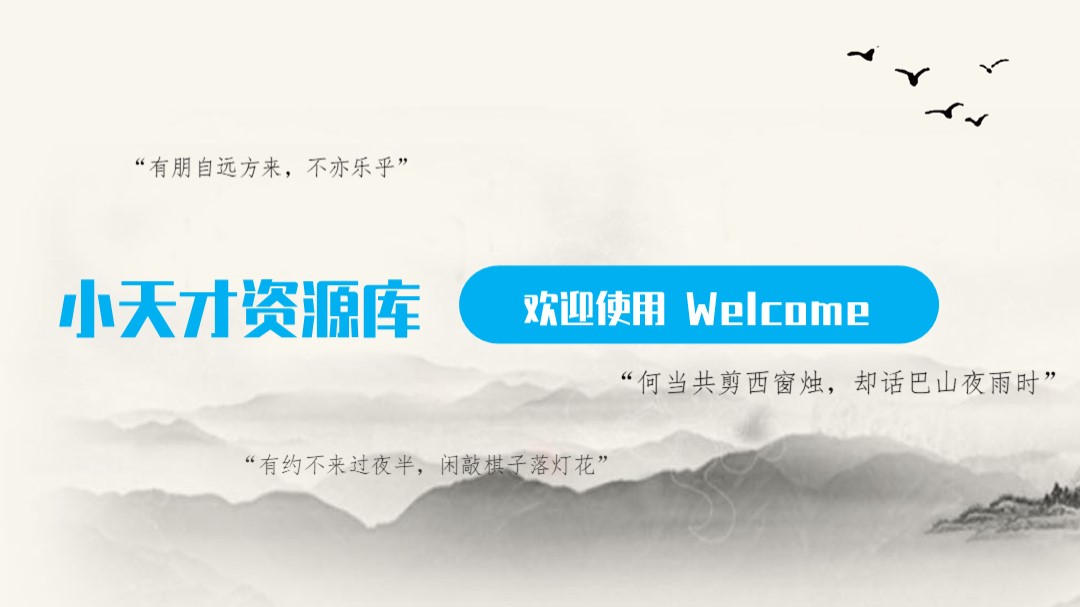 “有朋自远方来，不亦乐乎”
小天才资源库
欢迎使用 Welcome
“何当共剪西窗烛，却话巴山夜雨时”
“有约不来过夜半，闲敲棋子落灯花”